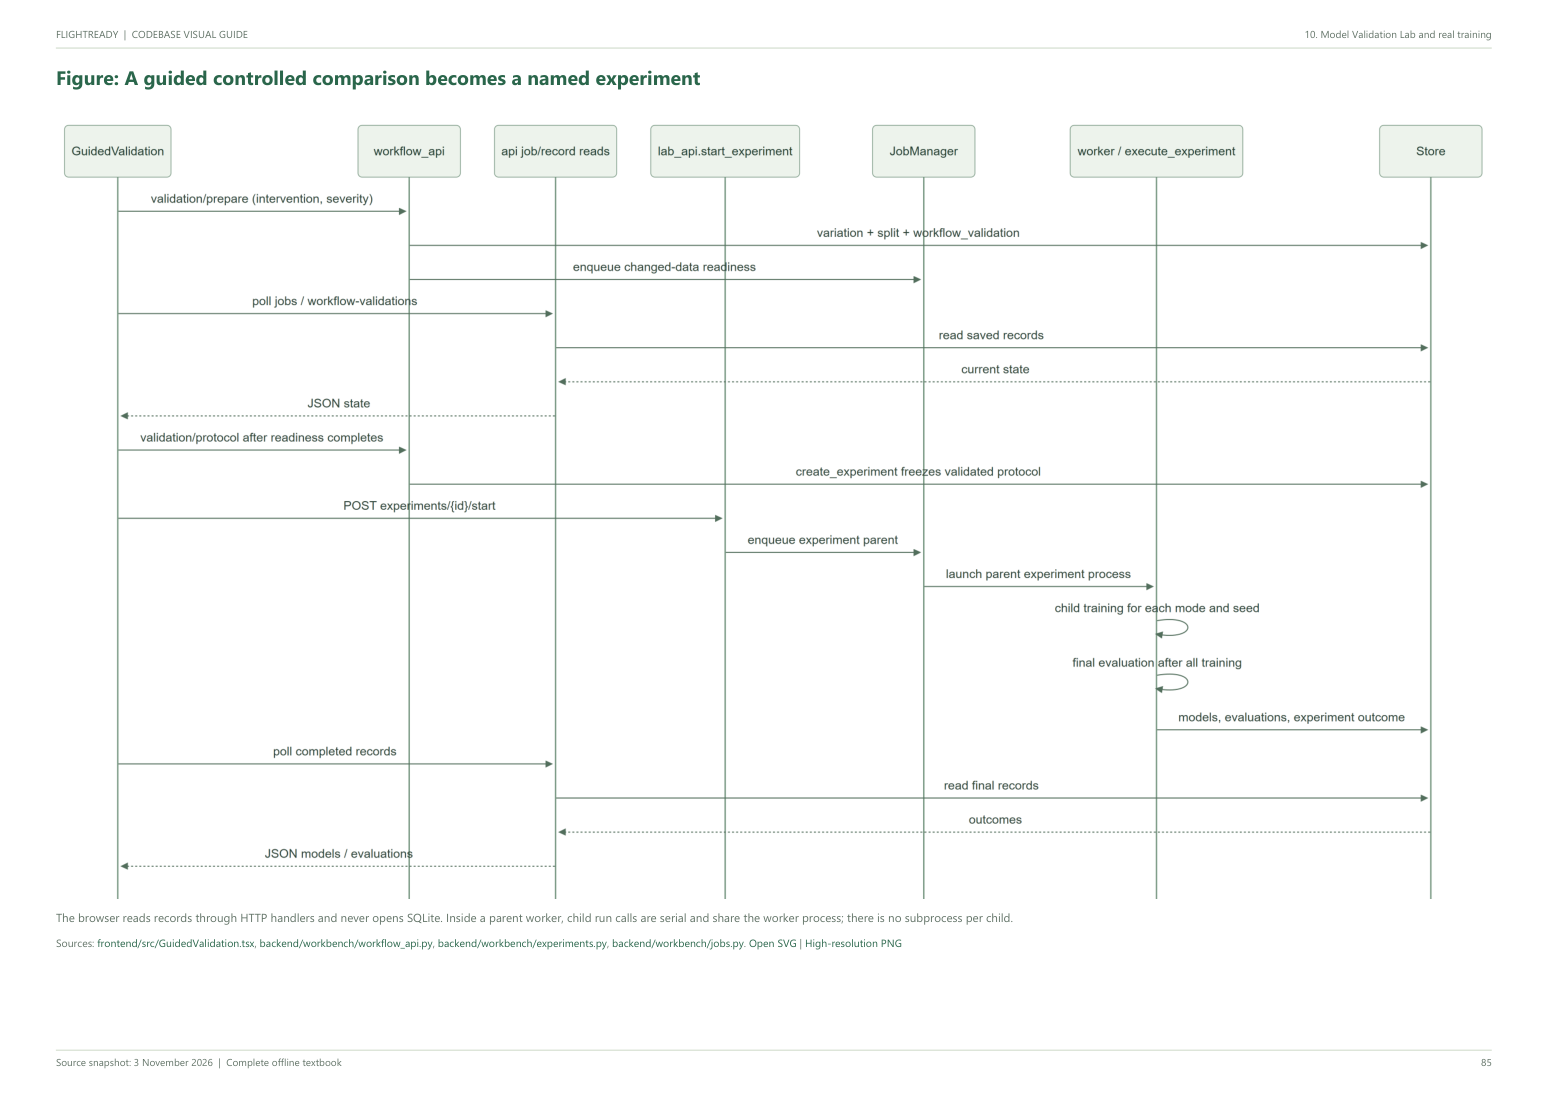 FLIGHTREADY | CODEBASE VISUAL GUIDE
10. Model Validation Lab and real training
Figure: A guided controlled comparison becomes a named experiment
GuidedValidation
workflow_api
api job/record reads
lab_api.start_experiment
JobManager
worker / execute_experiment
Store
validation/prepare (intervention, severity)
variation + split + workflow_validation
enqueue changed-data readiness
poll jobs / workflow-validations
read saved records
current state
JSON state
validation/protocol after readiness completes
create_experiment freezes validated protocol
POST experiments/{id}/start
enqueue experiment parent
launch parent experiment process
child training for each mode and seed
final evaluation after all training
models, evaluations, experiment outcome
poll completed records
read final records
outcomes
JSON models / evaluations
The browser reads records through HTTP handlers and never opens SQLite. Inside a parent worker, child run calls are serial and share the worker process; there is no subprocess per child.
Sources: frontend/src/GuidedValidation.tsx, backend/workbench/workflow_api.py, backend/workbench/experiments.py, backend/workbench/jobs.py. Open SVG | High-resolution PNG
Source snapshot: 3 November 2026 | Complete offline textbook
85